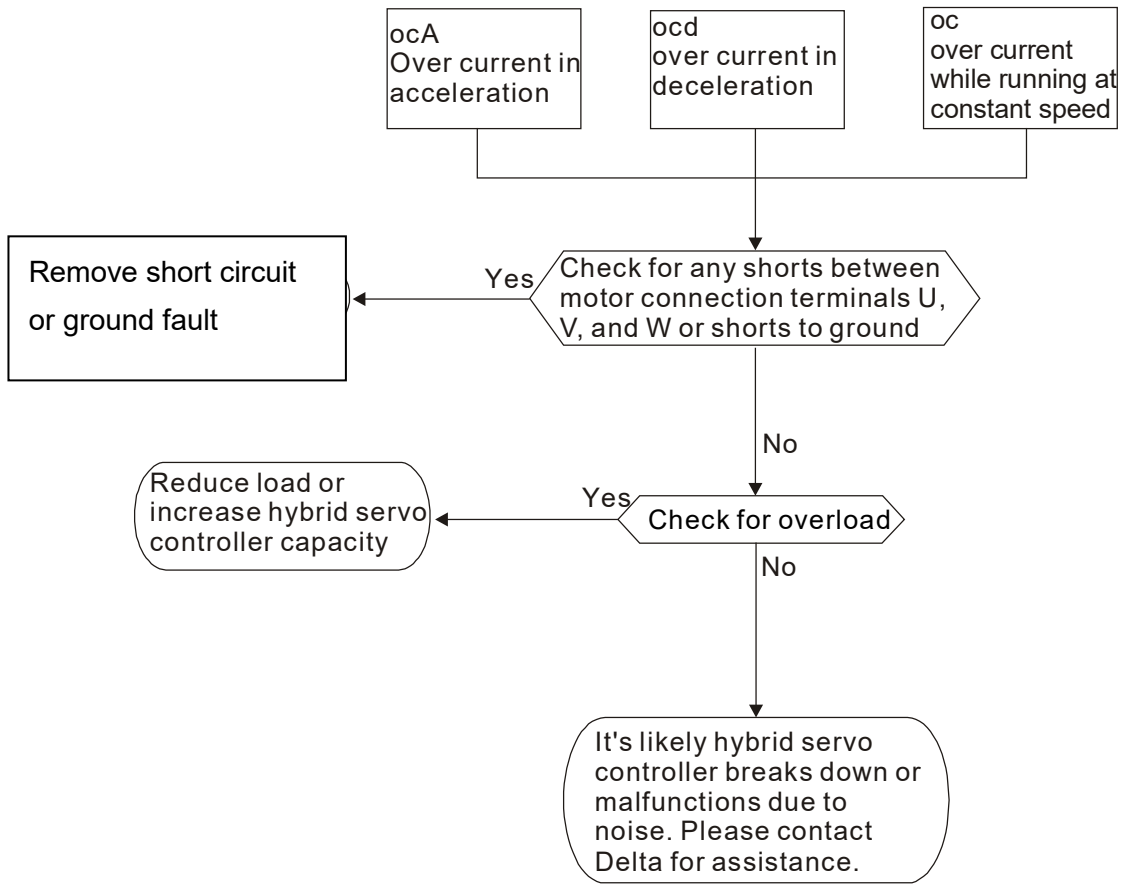 ocA
Over current in
acceleration
ocd
over current in
deceleration
oc
over current
while running at
constant speed
Remove short circuit
or ground fault
Yes
Check for any shorts between
motor connection terminals U,
V, and W or shorts to ground
No
Reduce load or
increase hybrid servo
controller capacity
Yes
Check for overload
No
It's likely hybrid servo
controller breaks down or
malfunctions due to
noise. Please contact
Delta for assistance.